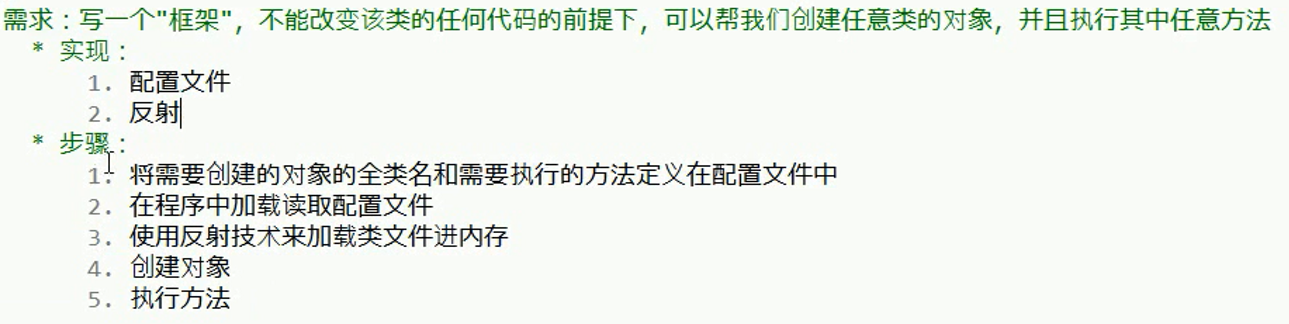 需求：写一个"框架"，不能改变该类的任何代码的前提下，可以帮我们创建任意类的对象，并且执行其中任意方法
* 实现：
1. 配置文件
2. 反射
* 步骤：
1. 将需要创建的对象的全类名和需要执行的方法定义在配置文件中
2. 在程序中加载读取配置文件
3. 使用反射技术来加载类文件进内存
4. 创建对象
5. 执行方法